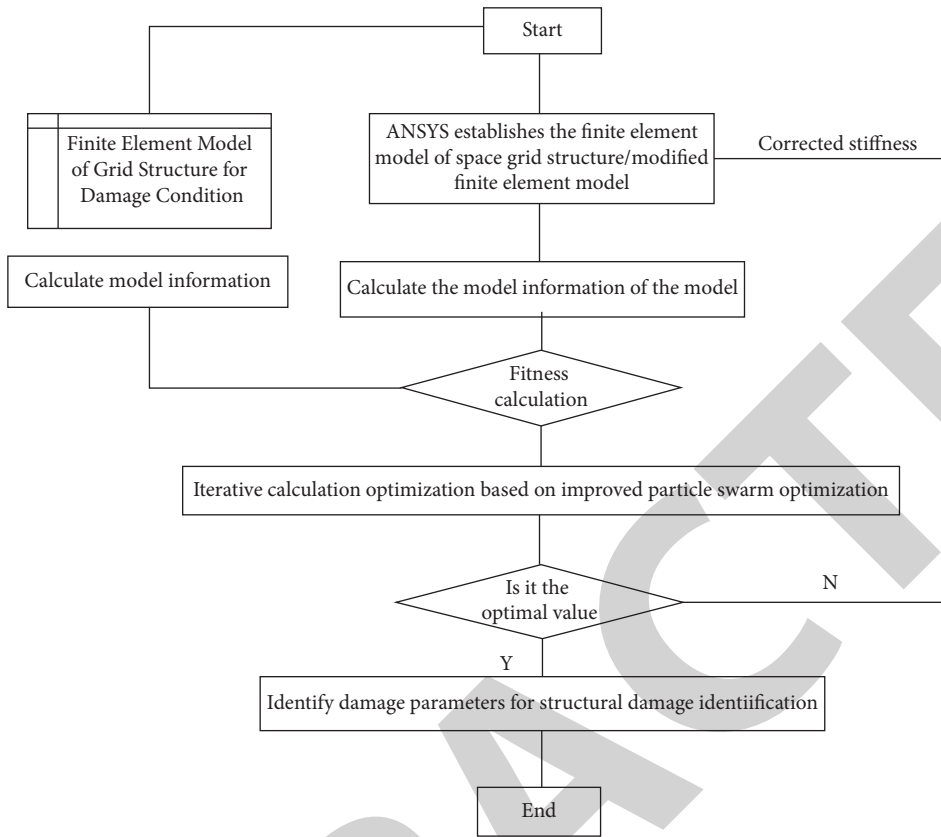 Start
Finite Element Model
of Grid Structure for
Damage Condition
ANSYS establishes the finite element
model of space grid structure/modified
finite element model
Corrected stiffness
Calculate model information
Calculate the model information of the model
Fitness
calculation
Iterative calculation optimization based on improved particle swarm optimization
Is it the
optimal value
N
Y
Identify damage parameters for structural damage identiification
End